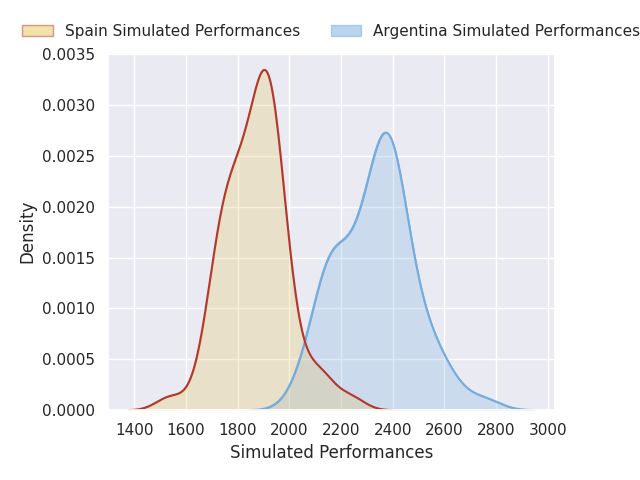 Spain Simulated Performances Argentina Simulated Performances
0.0035
0.0030
0.0025
0.0020
0.0015
0.0010
0.0005
0.0000
Density
1400 1600 1800 2000 2200 2400 2600 2800 3000
Simulated Performances